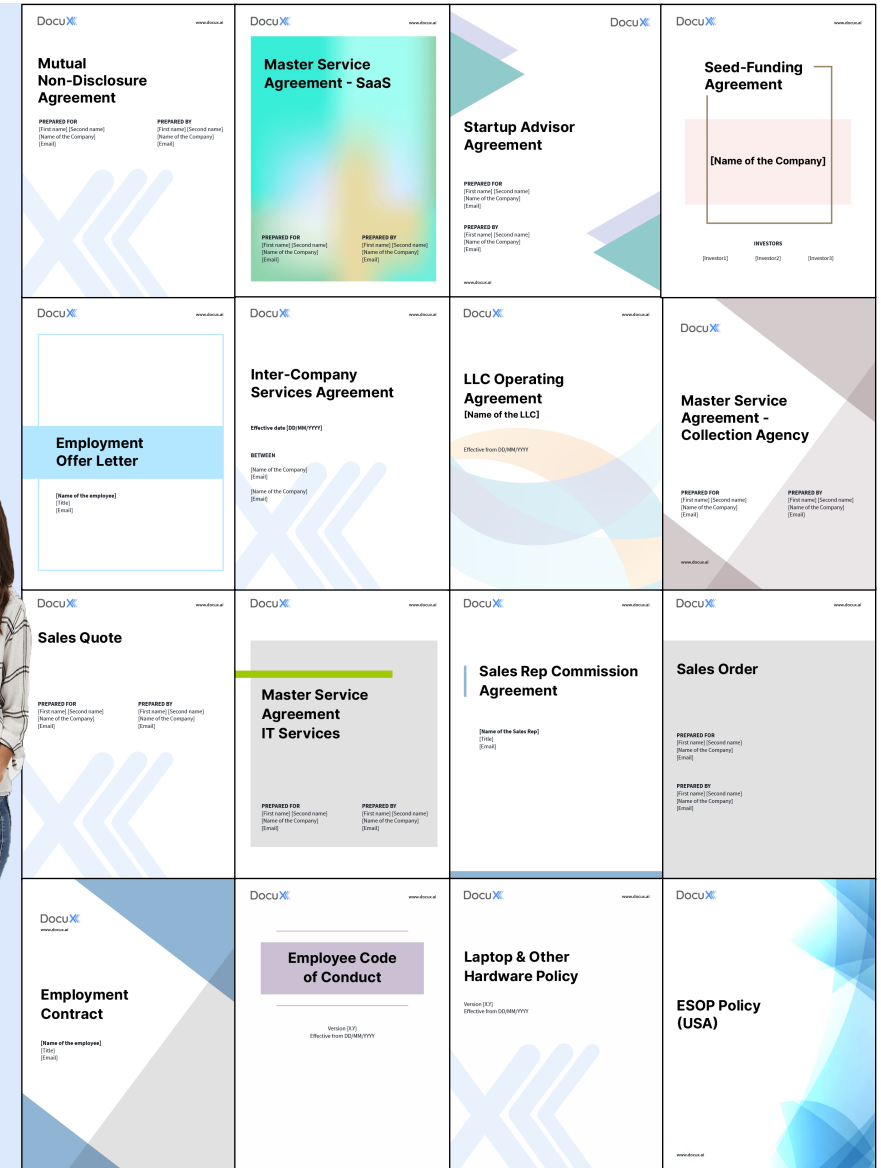 DocuX
www.docux.ai
Mutual
Non-Disclosure
Agreement
PREPARED FOR
[First name] [Second name]
[Name of the Company]
[Email]
PREPARED BY
[First name] [Second name]
[Name of the Company]
[Email]
DocuX
www.docux.ai
Master Service
Agreement - SaaS
PREPARED FOR
[First name] [Second name]
[Name of the Company]
[Email]
PREPARED BY
[First name] [Second name]
[Name of the Company]
[Email]
DocuX
Startup Advisor
Agreement
PREPARED FOR
[First name] [Second name]
[Name of the Company]
[Email]
PREPARED BY
[First name] [Second name]
[Name of the Company]
[Email]
www.docux.ai
DocuX
www.docux.ai
Seed-Funding
Agreement
[Name of the Company]
INVESTORS
[Investor1]
[Investor2]
[Investor3]
DocuX
www.docux.ai
Employment
Offer Letter
[Name of the employee]
[Title]
[Email]
DocuX
www.docux.ai
Inter-Company
Services Agreement
Effective date [DD/MM/YYYY]
BETWEEN
[Name of the Company]
[Email]
[Name of the Company]
[Email]
DocuX
www.docux.ai
LLC Operating
Agreement
[Name of the LLC]
Effective from DD/MM/YYYY
DocuX
Master Service
Agreement -
Collection Agency
PREPARED FOR
[First name] [Second name]
[Name of the Company]
[Email]
PREPARED BY
[First name] [Second name]
[Name of the Company]
[Email]
www.docux.ai
DocuX
www.docux.ai
Sales Quote
PREPARED FOR
[First name] [Second name]
[Name of the Company]
[Email]
PREPARED BY
[First name] [Second name]
[Name of the Company]
[Email]
DocuX
www.docux.ai
Master Service
Agreement
IT Services
PREPARED FOR
[First name] [Second name]
[Name of the Company]
[Email]
PREPARED BY
[First name] [Second name]
[Name of the Company]
[Email]
DocuX
www.docux.ai
Sales Rep Commission
Agreement
[Name of the Sales Rep]
[Title]
[Email]
DocuX
www.docux.ai
Sales Order
PREPARED FOR
[First name] [Second name]
[Name of the Company]
[Email]
PREPARED BY
[First name] [Second name]
[Name of the Company]
[Email]
DocuX
www.docux.ai
Employment
Contract
[Name of the employee]
[Title]
[Email]
DocuX
www.docux.ai
Employee Code
of Conduct
Version [X.Y]
Effective from DD/MM/YYYY
DocuX
www.docux.ai
Laptop & Other
Hardware Policy
Version [X.Y]
Effective from DD/MM/YYYY
DocuX
ESOP Policy
(USA)
www.docux.ai